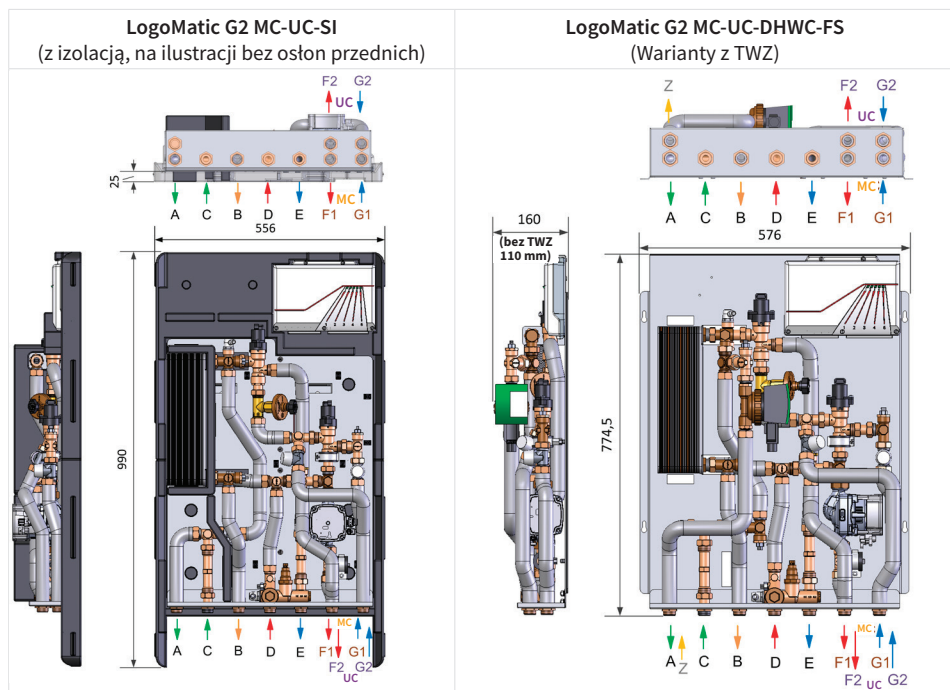 LogoMatic G2 MC-UC-SI
(z izolacją, na ilustracji bez osłon przednich)
F2 G2
UC
25
MC
A C B D E F1 G1
556
990
MC
A C B D E F1 G1
F2 G2
UC
LogoMatic G2 MC-UC-DHWC-FS
(Warianty z TWZ)
Z F2 G2
UC
MC
A C B D E F1 G1
160
(bez TWZ
110 mm)
576
774,5
MC
A C B D E F1 G1
Z F2 UC G2